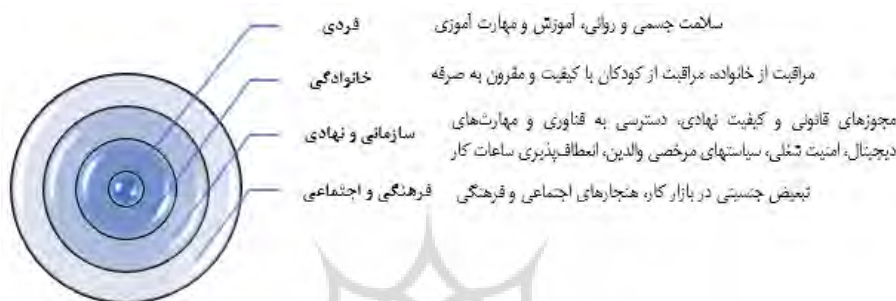 فردی سلامت جسمی و روانی، آموزش و مهارت آموزی
خانوادگی مراقبت از خانواده، مراقبت از کودکان با کیفیت و مقرون به صرفه
سازمانی و نهادی مجوزهای قانونی و کیفیت نهادی، دسترسی به فناوری و مهارت‌های
دیجیتال، امنیت شغلی، سیاستهای مرخصی والدین، انعطاف‌پذیری ساعات کار
فرهنگی و اجتماعی تبعیض جنسیتی در بازار کار، هنجارهای اجتماعی و فرهنگی